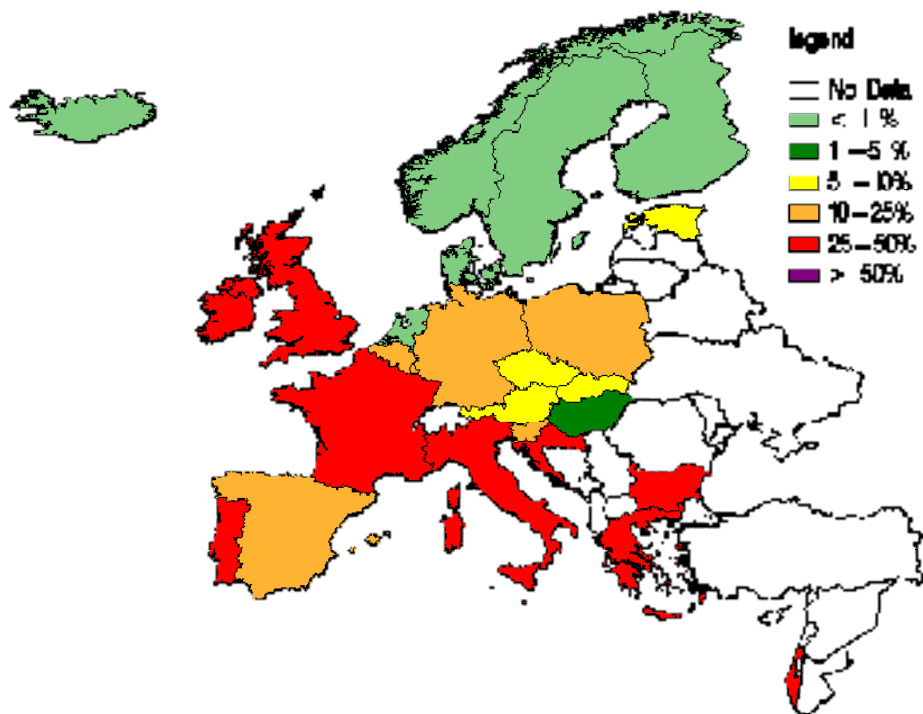 legend
No Data
< 1 %
1 –5 %
5 –10%
10–25%
25–50%
> 50%